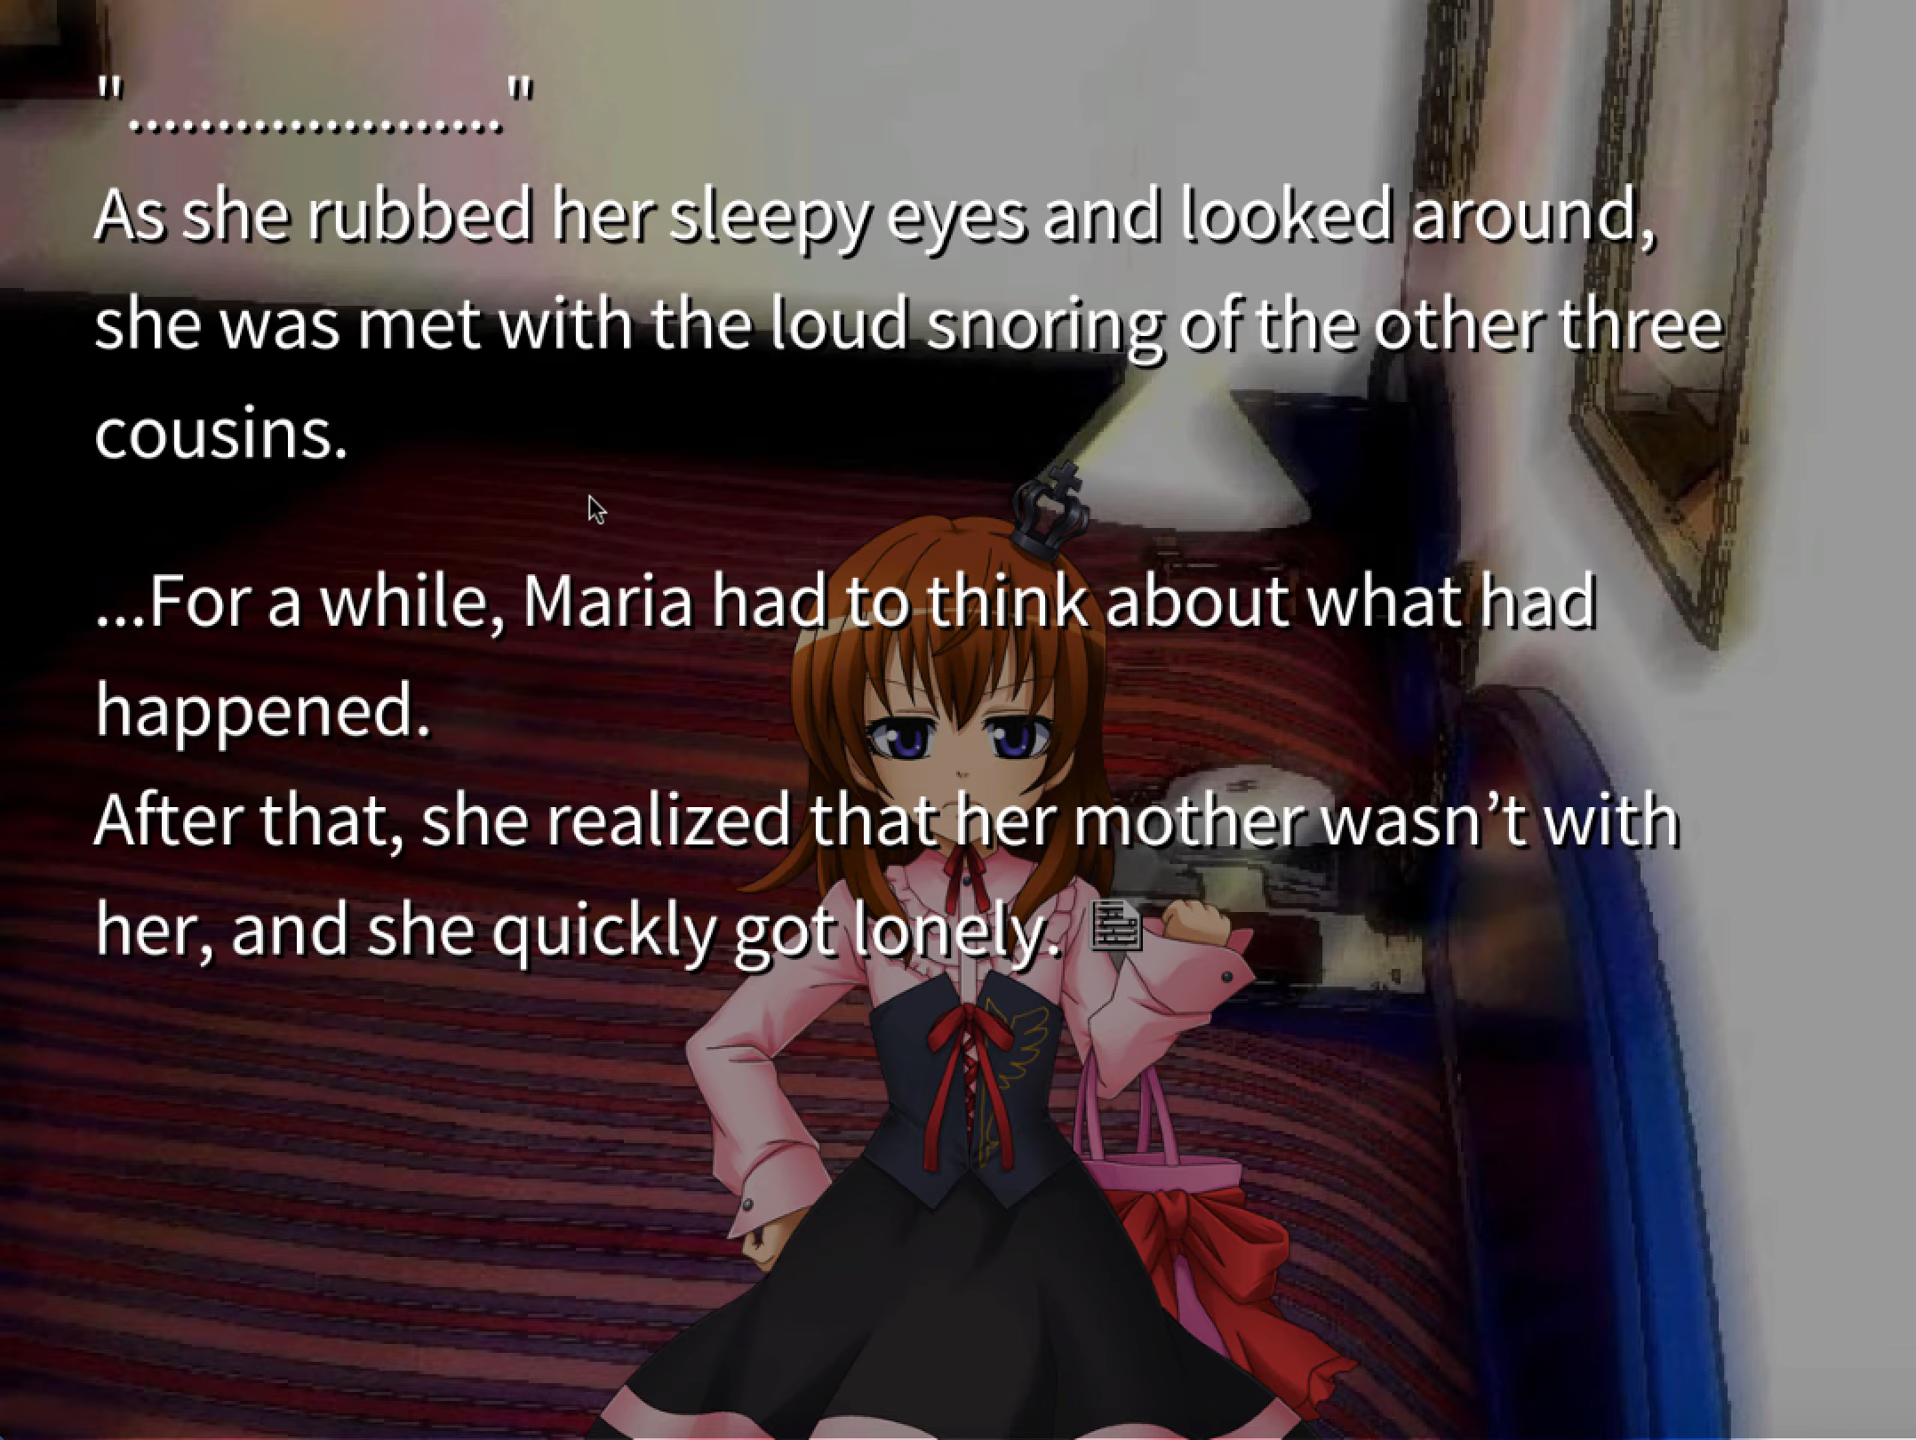 "....................."
As she rubbed her sleepy eyes and looked around,
she was met with the loud snoring of the other three
cousins.
...For a while, Maria had to think about what had
happened.
After that, she realized that her mother wasn’t with
her, and she quickly got lonely.